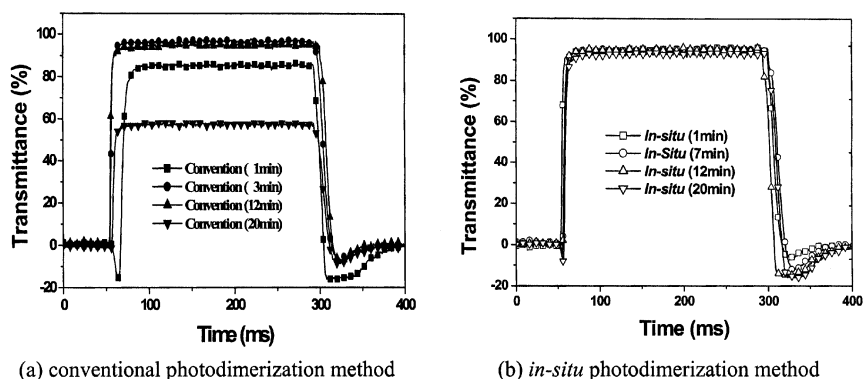 (a)
Transmittance (%)
100
80
60
40
20
0
-20
Convention ( 1min)
Convention ( 3min)
Convention (12min)
Convention (20min)
0
100
200
300
400
Time (ms)
(a) conventional photodimerization method
(b)
Transmittance (%)
100
80
60
40
20
0
-20
In-situ (1min)
In-Situ (7min)
In-situ (12min)
In-situ (20min)
0
100
200
300
400
Time (ms)
(b) in-situ photodimerization method